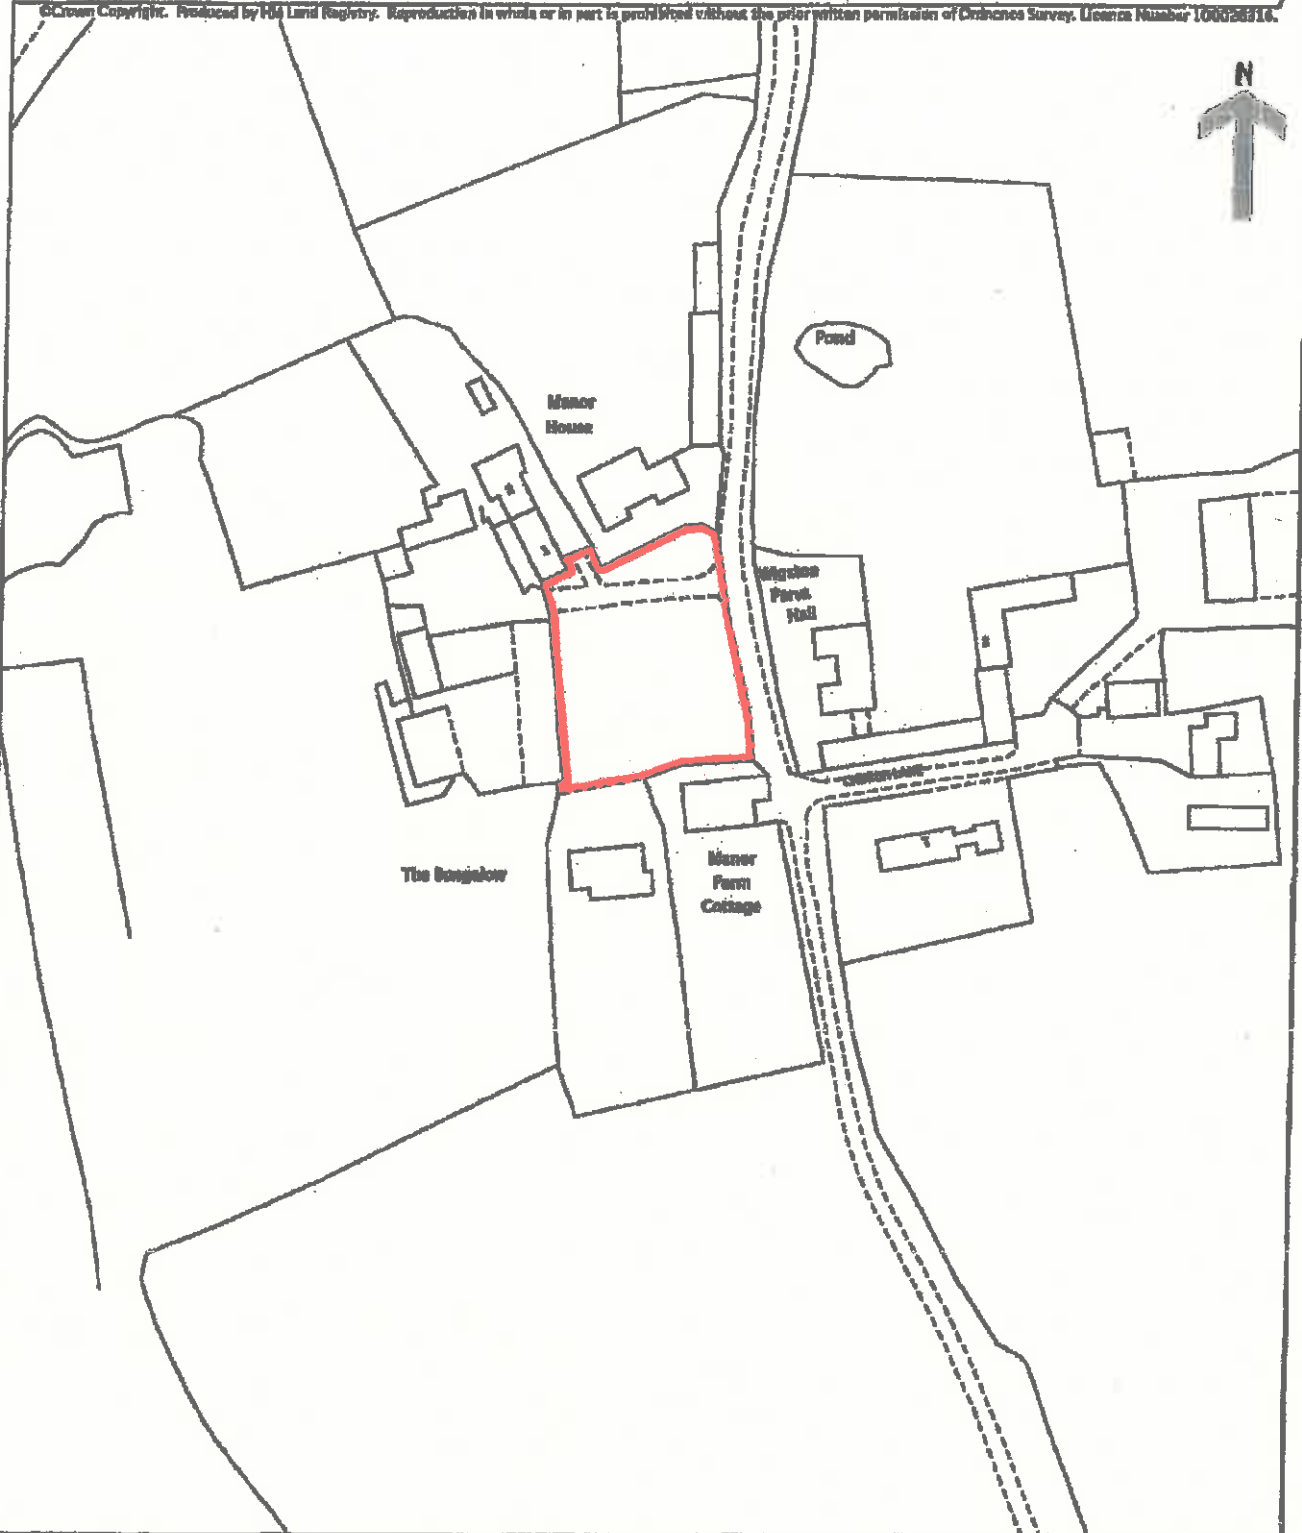 ©Crown Copyright. Produced by HM Land Registry. Reproduction in whole or in part is prohibited without the prior written permission of Ordnance Survey. Licence Number 100026316.
N
Pond
Manor
House
Farm
Hall
The Bungalow
Manor
Farm
Cottage